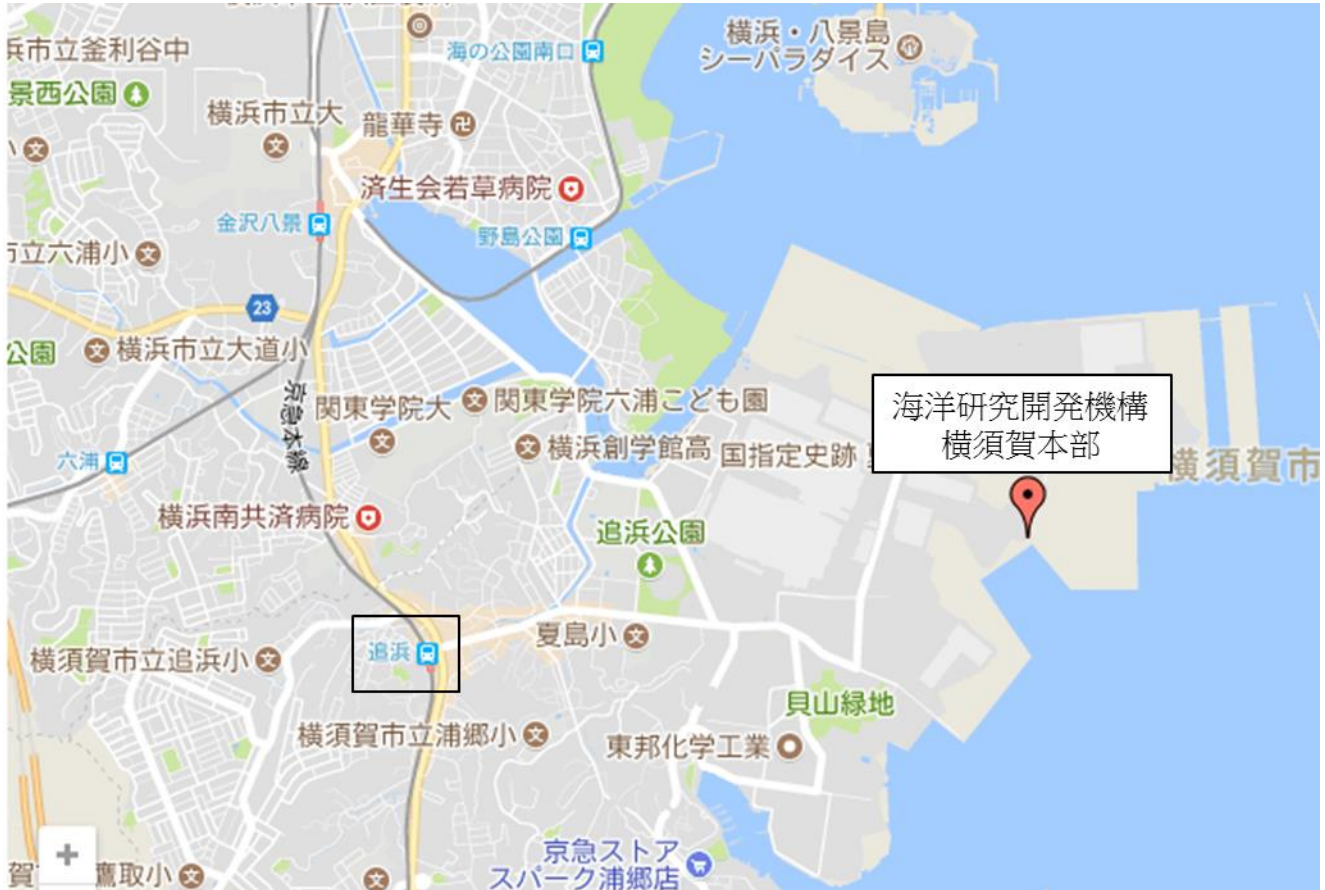 浜市立釜利谷中
海の公園南口
横浜・八景島
シーパラダイス
景西公園
横浜市立大
龍華寺
済生会若草病院
金沢八景
野島公園
市立六浦小
23
公園
横浜市立大道小
京急本線
関東学院大
関東学院六浦こども園
海洋研究開発機構
横須賀本部
横浜創学館高
国指定史跡
横須賀市
六浦
横浜南共済病院
追浜公園
追浜
夏島小
横須賀市立追浜小
貝山緑地
横須賀市立浦郷小
東邦化学工業
京急ストア
スパーク浦郷店
+
賀
鷹取小